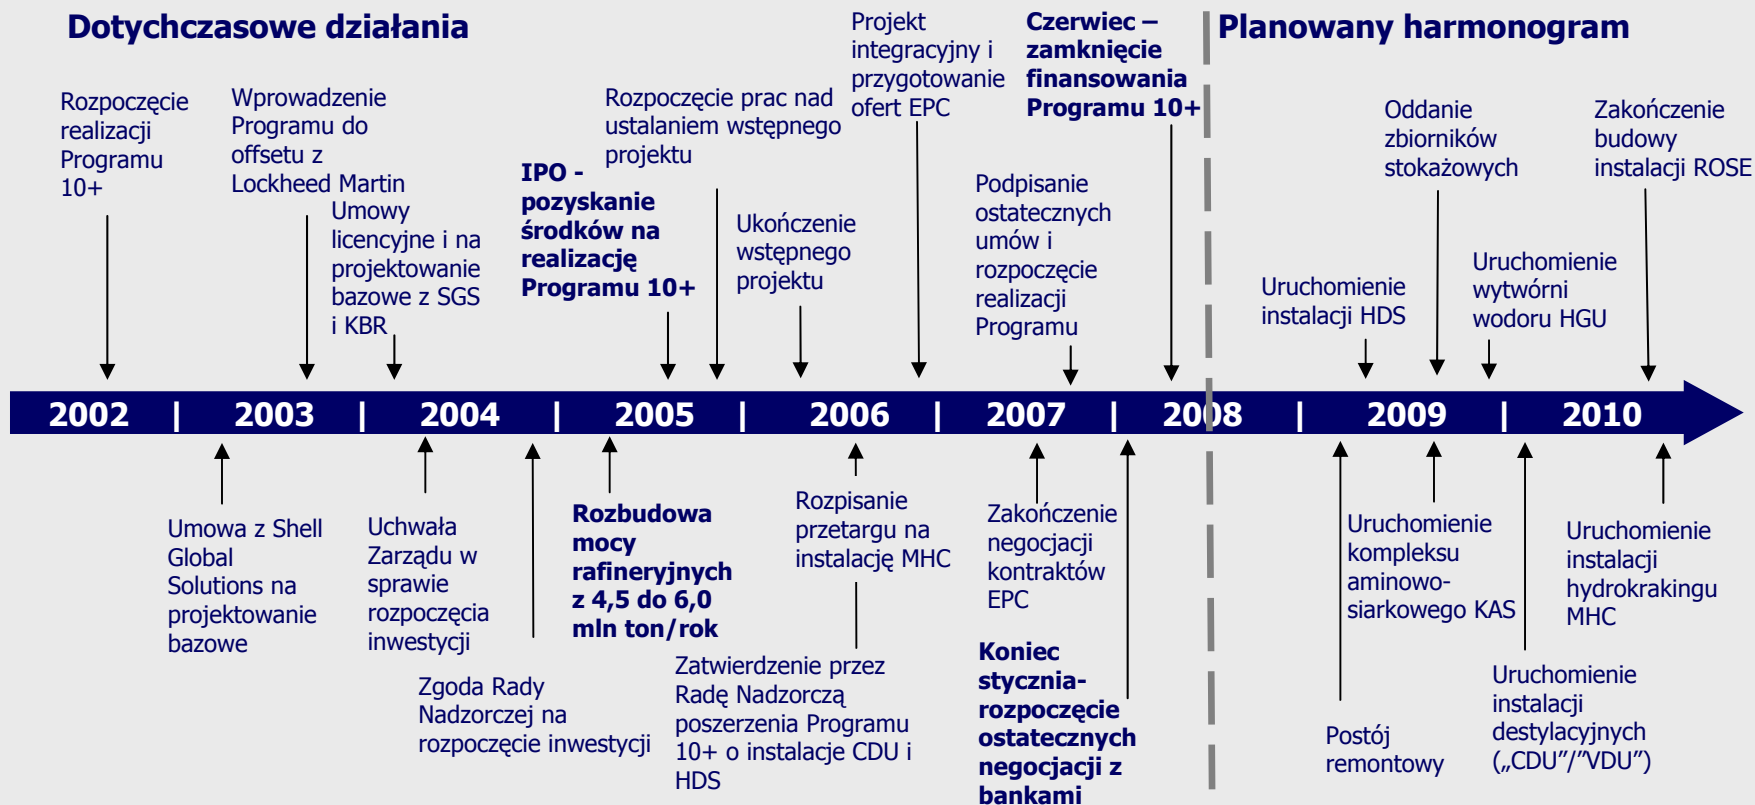 Dotychczasowe działania
Planowany harmonogram
Rozpoczęcie
realizacji
Programu
10+
Wprowadzenie
Programu do
offsetu z
Lockheed Martin
Umowy
licencyjne i na
projektowanie
bazowe z SGS
i KBR
IPO -
pozyskanie
środków na
realizację
Programu 10+
Rozpoczęcie prac nad
ustalaniem wstępnego
projektu
Ukończenie
wstępnego
projektu
Projekt
integracyjny i
przygotowanie
ofert EPC
Podpisanie
ostatecznych
umów i
rozpoczęcie
realizacji
Programu
Czerwiec –
zamknięcie
finansowania
Programu 10+
Uruchomienie
instalacji HDS
Oddanie
zbiorników
stokażowych
Uruchomienie
wytwórni
wodoru HGU
Zakończenie
budowy
instalacji ROSE
2002 | 2003 | 2004 | 2005 | 2006 | 2007 | 2008 | 2009 | 2010
Umowa z Shell
Global
Solutions na
projektowanie
bazowe
Uchwała
Zarządu w
sprawie
rozpoczęcia
inwestycji
Zgoda Rady
Nadzorczej na
rozpoczęcie inwestycji
Rozbudowa
mocy
rafineryjnych
z 4,5 do 6,0
mln ton/rok
Rozpisanie
przetargu na
instalację MHC
Zatwierdzenie przez
Radę Nadzorczą
poszerzenia Programu
10+ o instalacje CDU i
HDS
Zakończenie
negocjacji
kontraktów
EPC
Koniec
stycznia-
rozpoczęcie
ostatecznych
negocjacji z
bankami
Postój
remontowy
Uruchomienie
kompleksu
aminowo-
siarkowego KAS
Uruchomienie
instalacji
destylacyjnych
(„CDU”/”VDU”)
Uruchomienie
instalacji
hydrokrakingu
MHC